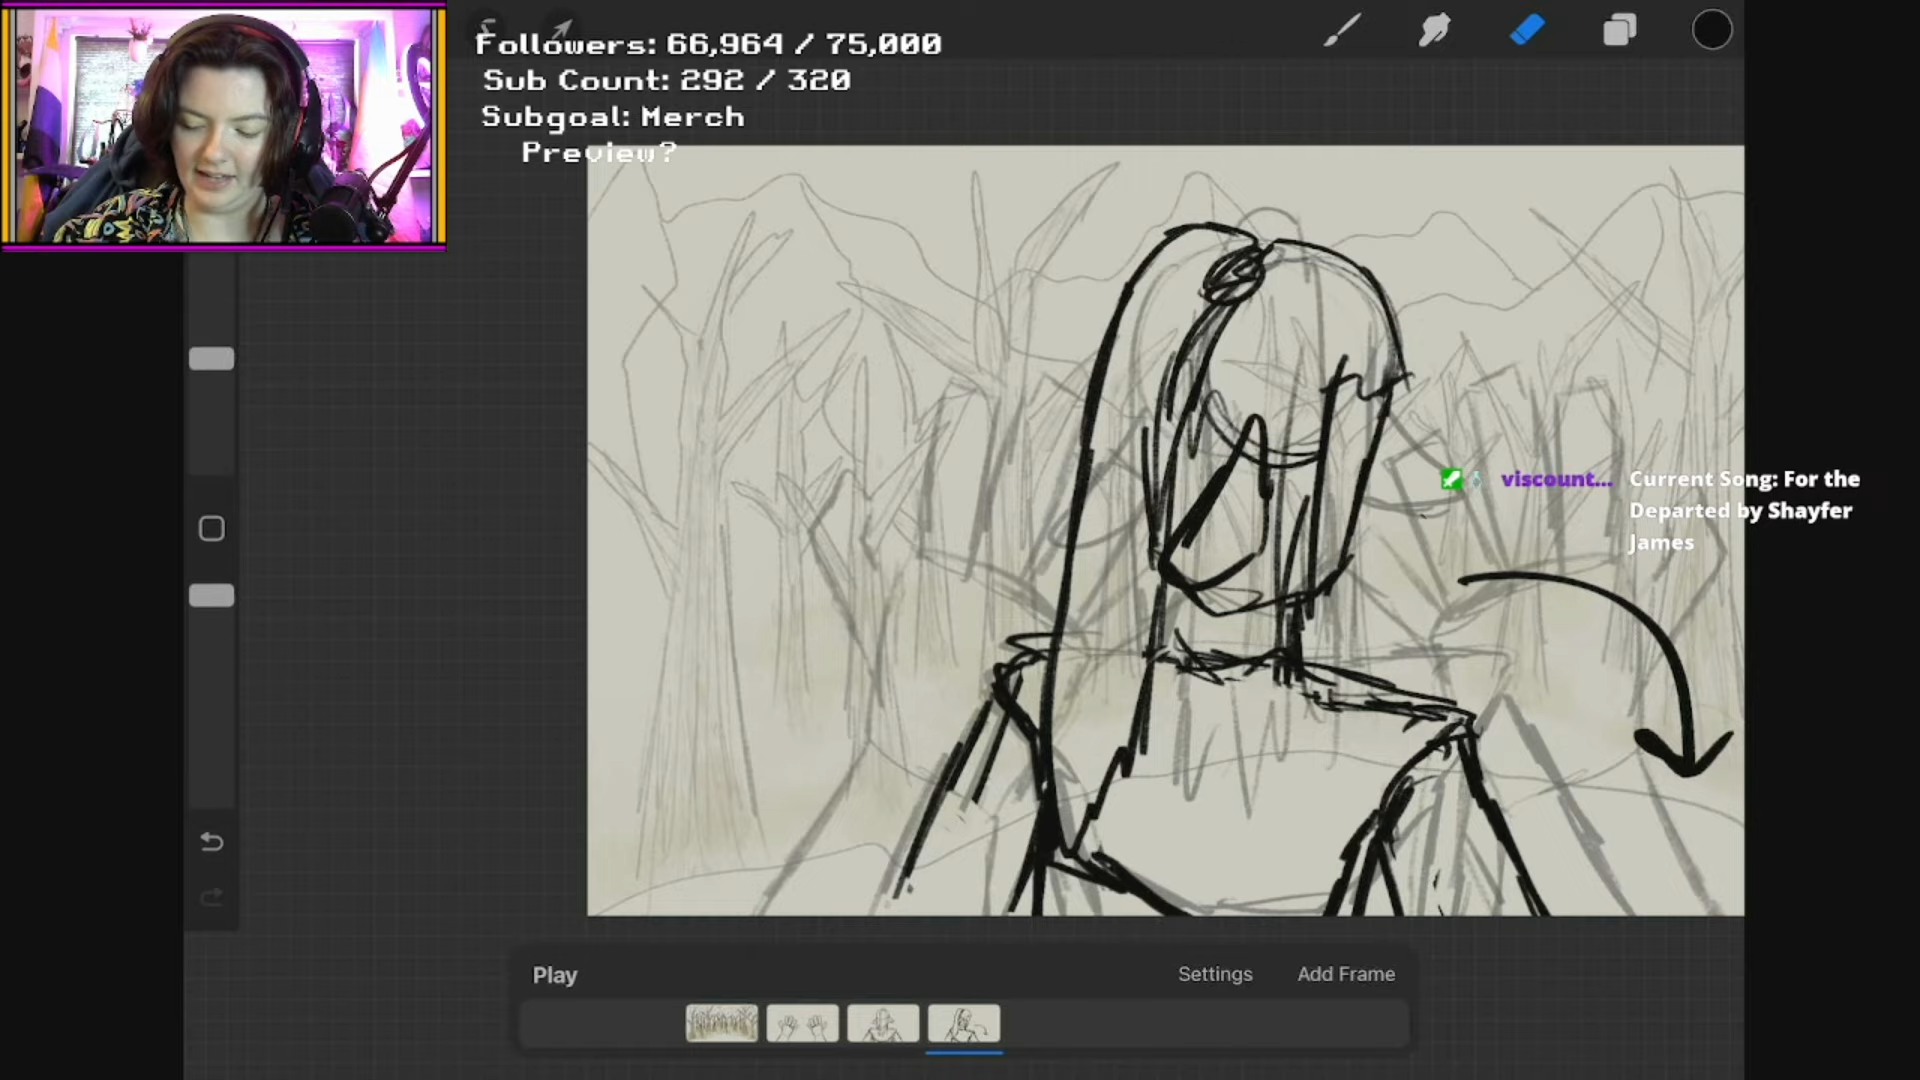 Followers: 66,964 / 75,000
Sub Count: 292 / 320
Subgoal: Merch
Preview?
viscount... Current Song: For the
Departed by Shayfer
James
Play
Settings
Add Frame